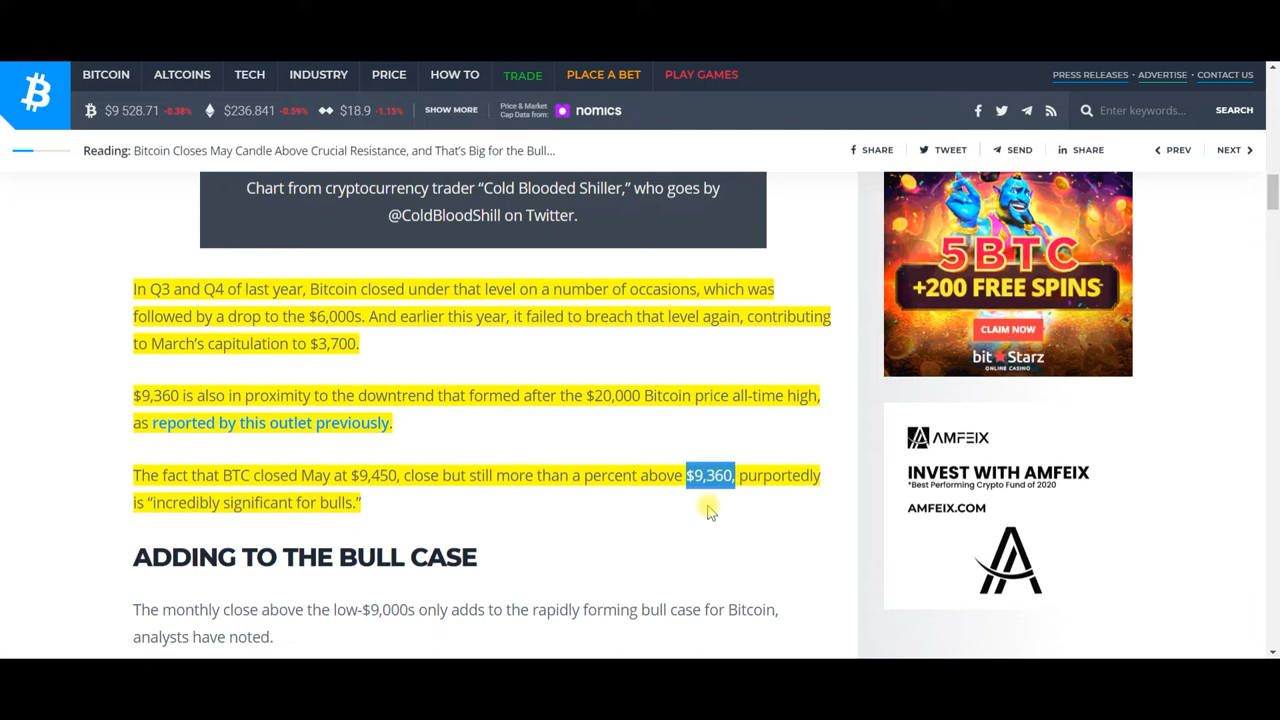 BITCOIN ALTCOINS TECH INDUSTRY PRICE HOW TO TRADE PLACE A BET PLAY GAMES PRESS RELEASES • ADVERTISE • CONTACT US
$9 528.71 -0.38% $236.841 -0.59% $18.9 -1.15% SHOW MORE Price & Market Cap Data from: nomics Enter keywords... SEARCH
Reading: Bitcoin Closes May Candle Above Crucial Resistance, and That's Big for the Bull... SHARE TWEET SEND SHARE PREV NEXT
Chart from cryptocurrency trader “Cold Blooded Shiller,” who goes by
@ColdBloodShill on Twitter.
In Q3 and Q4 of last year, Bitcoin closed under that level on a number of occasions, which was
followed by a drop to the $6,000s. And earlier this year, it failed to breach that level again, contributing
to March’s capitulation to $3,700.
$9,360 is also in proximity to the downtrend that formed after the $20,000 Bitcoin price all-time high,
as reported by this outlet previously.
The fact that BTC closed May at $9,450, close but still more than a percent above $9,360, purportedly
is “incredibly significant for bulls.”
ADDING TO THE BULL CASE
The monthly close above the low-$9,000s only adds to the rapidly forming bull case for Bitcoin,
analysts have noted.
5 BTC
+200 FREE SPINS
CLAIM NOW
bitStarz
ONLINE CASINO
AMFEIX
INVEST WITH AMFEIX
*Best Performing Crypto Fund of 2020
AMFEIX.COM